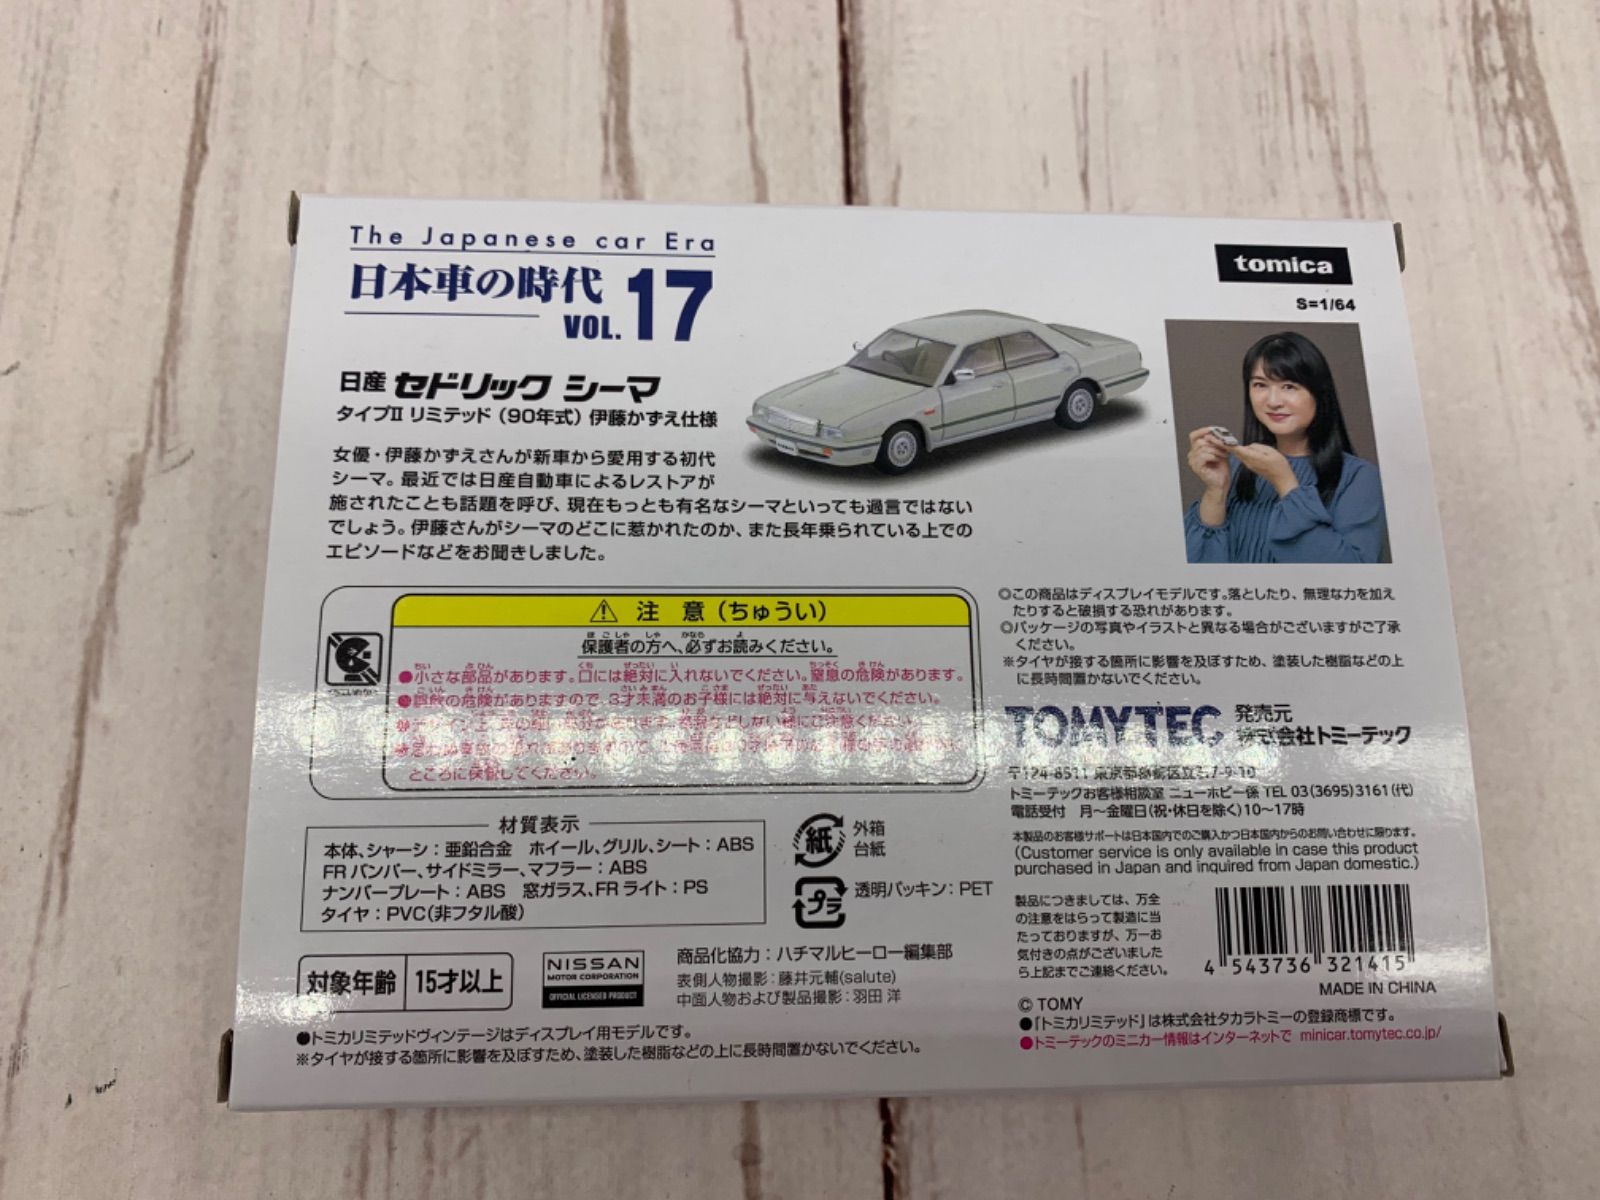 The Japanese car Era
日本車の時代
VOL. 17
tomica
S=1/64
日産 セドリック シーマ
タイプII リミテッド（90年式）伊藤かずえ仕様
女優・伊藤かずえさんが新車から愛用する初代
シーマ。最近では日産自動車によるレストアが
施されたことも話題を呼び、現在もっとも有名なシーマといっても過言ではない
でしょう。伊藤さんがシーマのどこに惹かれたのか、また長年乗られている上での
エピソードなどをお聞きしました。
注 意（ちゅうい）
保護者の方へ、必ずお読みください。
●小さな部品があります。口には絶対に入れないでください。窒息の危険があります。
●誤飲の危険がありますので、3才未満のお子様には絶対に与えないでください。
ところに保管してください。
◎この商品はディスプレイモデルです。落としたり、無理な力を加え
たりすると破損する恐れがあります。
◎パッケージの写真やイラストと異なる場合がございますがご了承
ください。
※タイヤが接する箇所に影響を及ぼすため、塗装した樹脂などの上
に長時間置かないでください。
TOMYTEC 発売元
株式会社トミーテック
〒124-8511 東京都葛飾区立石7-9-10
トミーテックお客様相談室 ニューホビー係 TEL 03(3695)3161(代)
電話受付 月〜金曜日(祝・休日を除く)10〜17時
本製品のお客様サポートは日本国内でのご購入かつ日本国内からのお問い合わせに限ります。
(Customer service is only available in case this product
purchased in Japan and inquired from Japan domestic.)
材質表示
本体、シャーシ：亜鉛合金 ホイール、グリル、シート：ABS
FRバンパー、サイドミラー、マフラー：ABS
ナンバープレート：ABS 窓ガラス、FRライト：PS
タイヤ：PVC(非フタル酸)
紙
外箱
台紙
プラ
透明パッキン：PET
製品につきましては、万全
の注意をはらって製造に当
たっておりますが、万一お
気付きの点がございました
ら上記までご連絡ください。
4 543736 321415
MADE IN CHINA
対象年齢 15才以上
NISSAN
MOTOR CORPORATION
OFFICIAL LICENSED PRODUCT
商品化協力：ハチマルヒーロー編集部
表側人物撮影：藤井元輔(salute)
中面人物および製品撮影：羽田 洋
© TOMY
●「トミカリミテッド」は株式会社タカラトミーの登録商標です。
●トミーテックのミニカー情報はインターネットで minicar.tomytec.co.jp/
●トミカリミテッドヴィンテージはディスプレイ用モデルです。
※タイヤが接する箇所に影響を及ぼすため、塗装した樹脂などの上に長時間置かないでください。